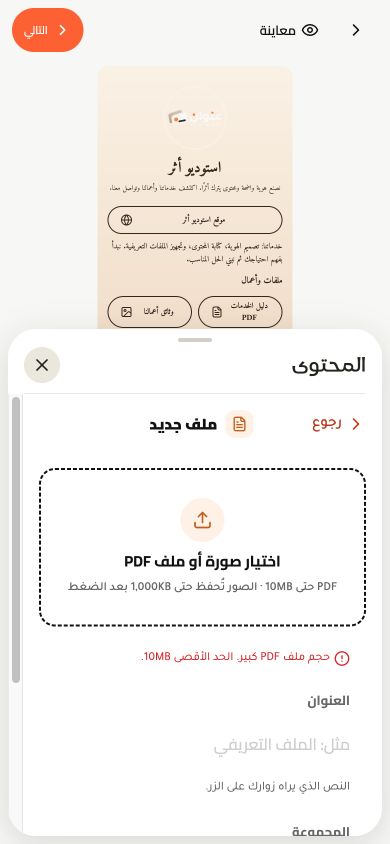 معاينة
التالي
عنوان
استوديو أثر
نصنع هوية واضحة ومحتوى يترك أثرًا. اكتشف خدماتنا وأعمالنا وتواصل معنا.
موقع استوديو أثر
خدماتنا: تصميم الهوية، كتابة المحتوى، وتجهيز الملفات التعريفية. نبدأ
بفهم احتياجك ثم نبني الحل المناسب.
ملفات وأعمال
دليل الخدمات
PDF
وثائق أعمالنا
المحتوى
رجوع
ملف جديد
اختيار صورة أو ملف PDF
PDF حتى 10MB · الصور تُحفظ حتى 1,000KB بعد الضغط
حجم ملف PDF كبير. الحد الأقصى 10MB.
العنوان
مثل: الملف التعريفي
النص الذي يراه زوارك على الزر.
المجموعة